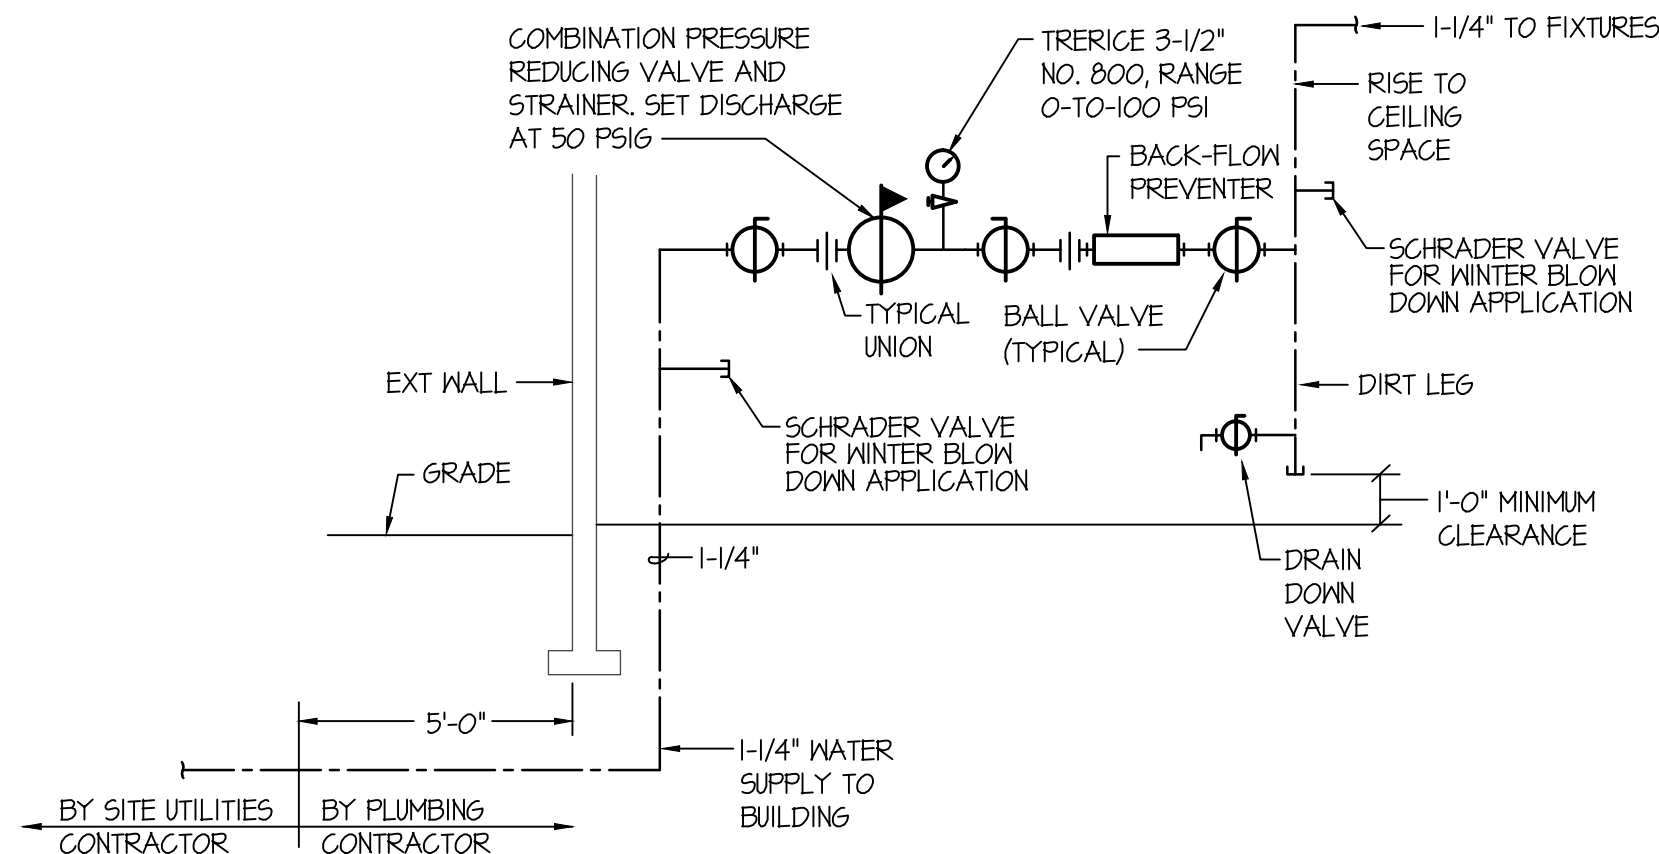 COMBINATION PRESSURE
REDUCING VALVE AND
STRAINER. SET DISCHARGE
AT 50 PSIG
TRERICE 3-1/2"
NO. 800, RANGE
0-TO-100 PSI
1-1/4" TO FIXTURES
RISE TO
CEILING
SPACE
BACK-FLOW
PREVENTER
SCHRADER VALVE
FOR WINTER BLOW
DOWN APPLICATION
TYPICAL
UNION
BALL VALVE
(TYPICAL)
EXT WALL
DIRT LEG
SCHRADER VALVE
FOR WINTER BLOW
DOWN APPLICATION
GRADE
1'-0" MINIMUM
CLEARANCE
1-1/4"
DRAIN
DOWN
VALVE
5'-0"
1-1/4" WATER
SUPPLY TO
BUILDING
BY SITE UTILITIES
CONTRACTOR
BY PLUMBING
CONTRACTOR